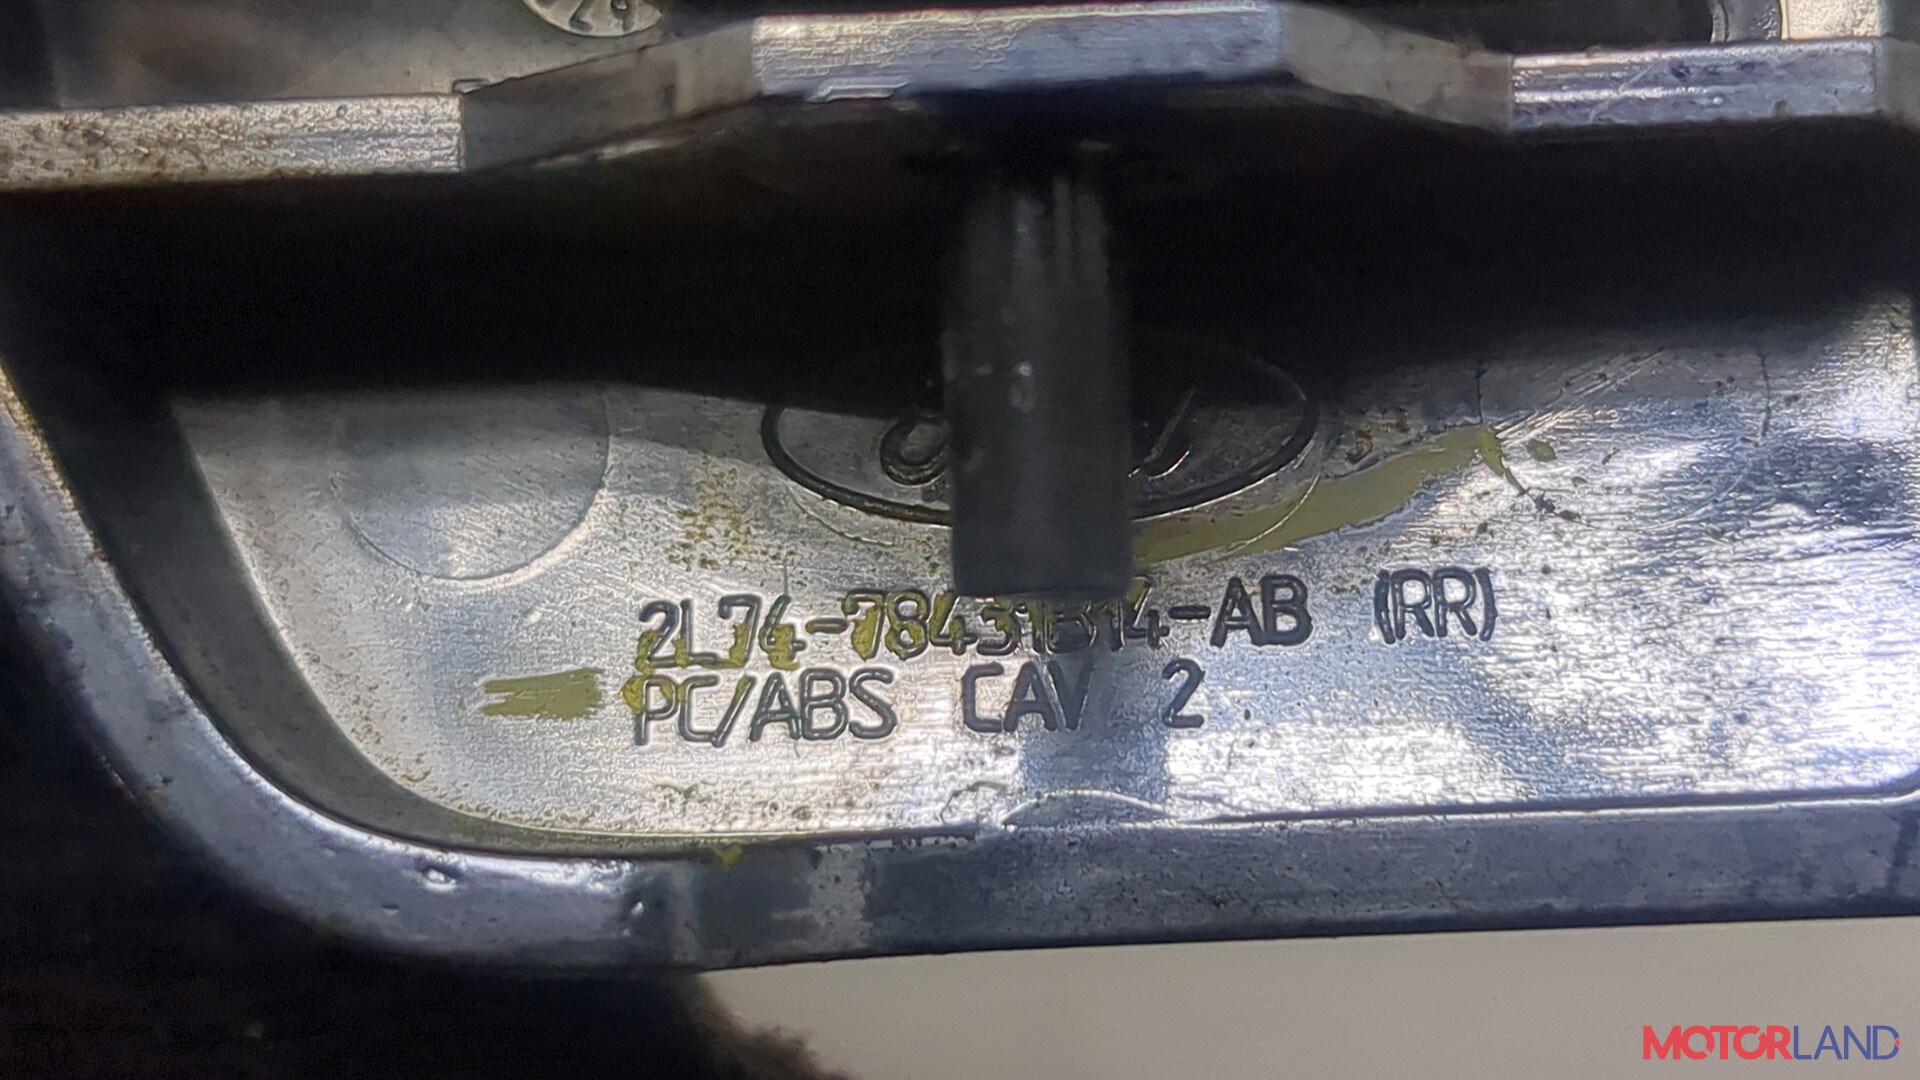 2L74-78431B14-AB (RR)
PC/ABS CAV 2
MOTORLAND